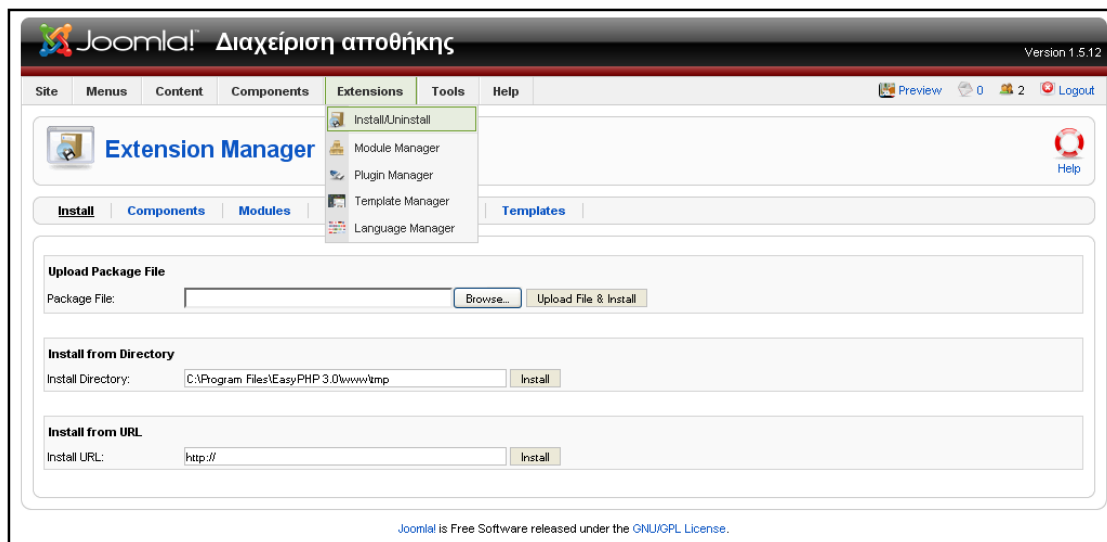 Joomla! Διαχείριση αποθήκης
Version 1.5.12
Site Menus Content Components Extensions Tools Help Preview 0 2 Logout
Install/Uninstall
Module Manager
Plugin Manager
Template Manager
Language Manager
Extension Manager
Help
Install Components Modules Templates
Upload Package File
Package File: Browse... Upload File & Install
Install from Directory
Install Directory: C:\Program Files\EasyPHP 3.0\www\tmp Install
Install from URL
Install URL: http:// Install
Joomla! is Free Software released under the GNU/GPL License.